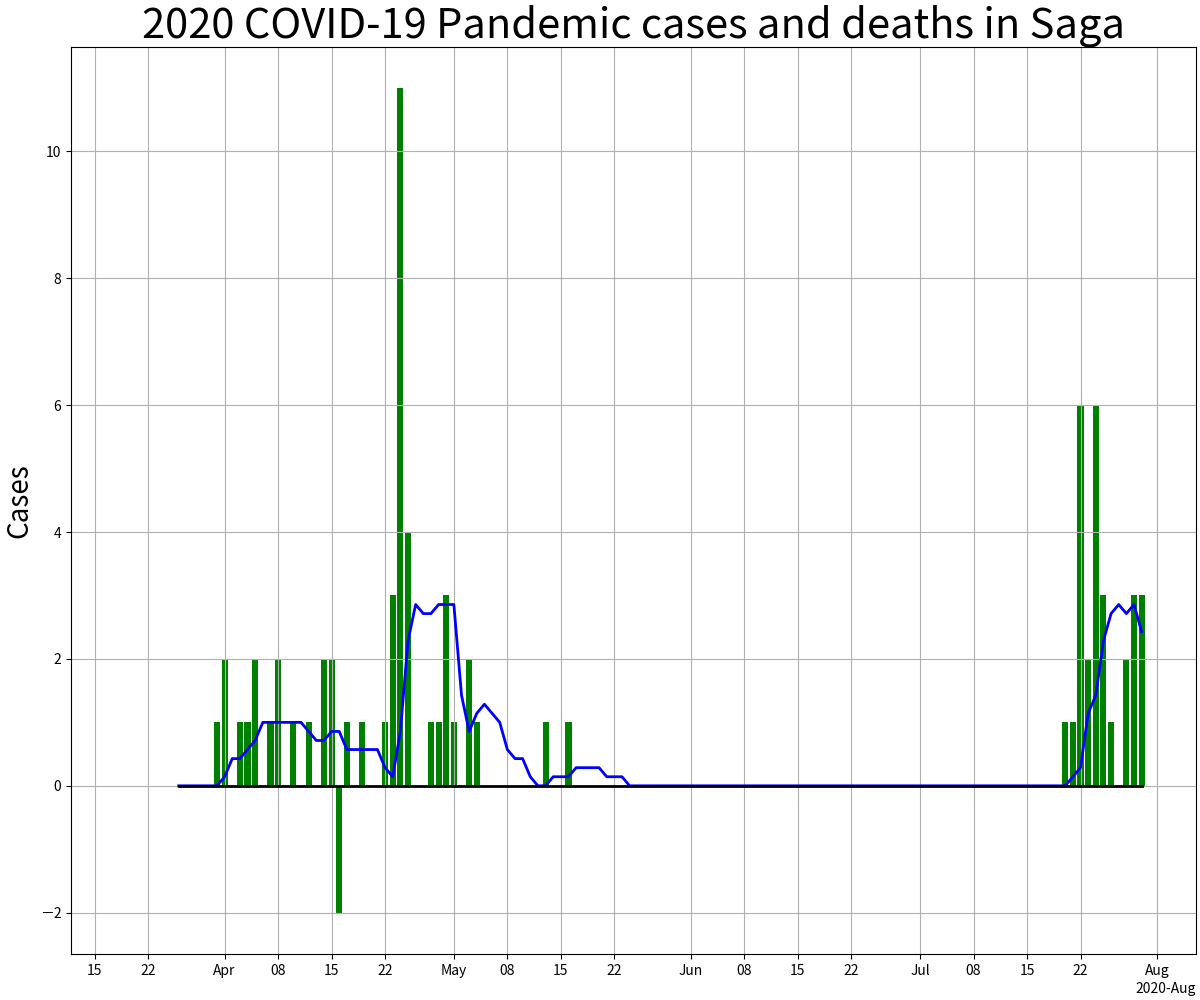 2020 COVID-19 Pandemic cases and deaths in Saga
Cases
10
8
6
4
2
0
−2
15 22 Apr 08 15 22 May 08 15 22 Jun 08 15 22 Jul 08 15 22 Aug
2020-Aug